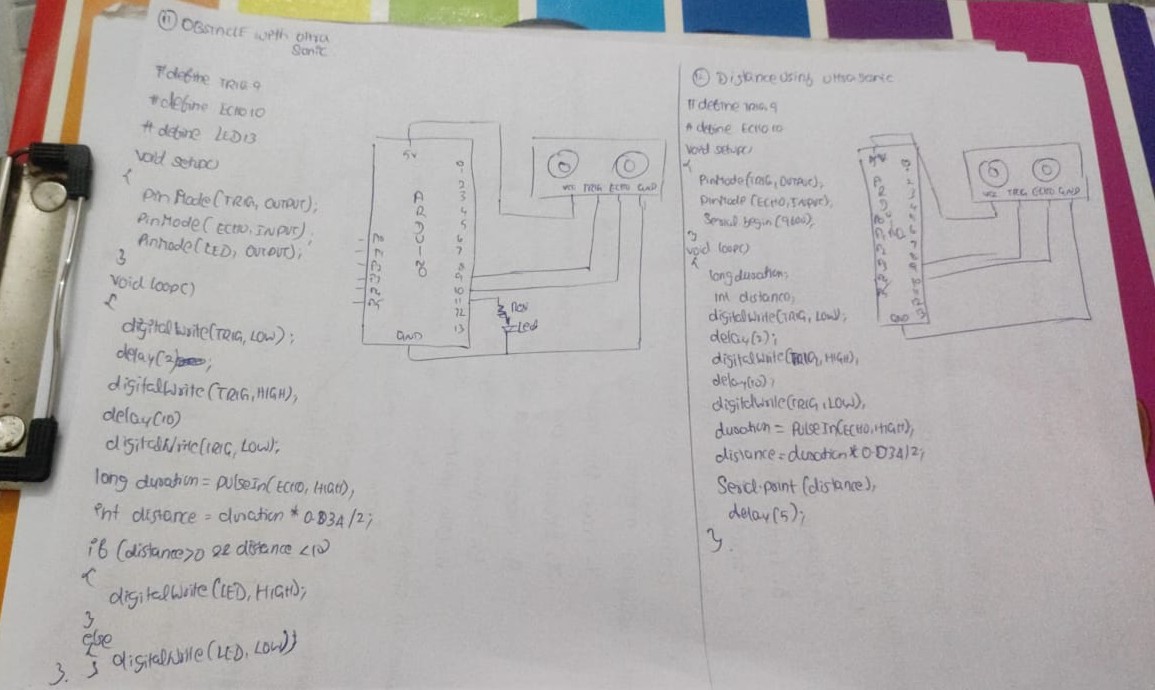 ⑪ OBSTACLE with Ultra
Sonic
# define TRIG 9
# define ECHO 10
# define LED 13
void setup()
{
pinMode(TRIG, OUTPUT);
PinMode(ECHO, INPUT);
PinMode(LED, OUTPUT);
}
void loop()
{
digitalWrite(TRIG, LOW);
delay(2);
digitalWrite(TRIG, HIGH);
delay(10)
digitalWrite(TRIG, LOW);
long duration = pulseIn(ECHO, HIGH);
int distance = duration * 0.034/2;
if (distance>0 && distance <10
{
digitalWrite(LED, HIGH);
}
else
{ digitalWrite(LED, LOW)}
}. }
5V
ARDUINO
0
1
2
3
4
5
6
7
8
9
10
11
12
13
GND
VCC TRIG ECHO GND
Res
Led
Distance using Ultrasonic
# define TRIG 9
# define ECHO 10
void setup()
{
PinMode(TRIG, OUTPUT);
pinMode(ECHO, INPUT);
Serial.begin(9600);
}
void loop()
{
long duration;
int distance;
digitalWrite(TRIG, LOW);
delay(2);
digitalWrite(TRIG, HIGH);
delay(10);
digitalWrite(TRIG, LOW);
duration = PulseIn(ECHO, HIGH);
distance = duration * 0.034/2;
Serial.print (distance);
delay(5);
}.
VCC TRIG ECHO GND
GND